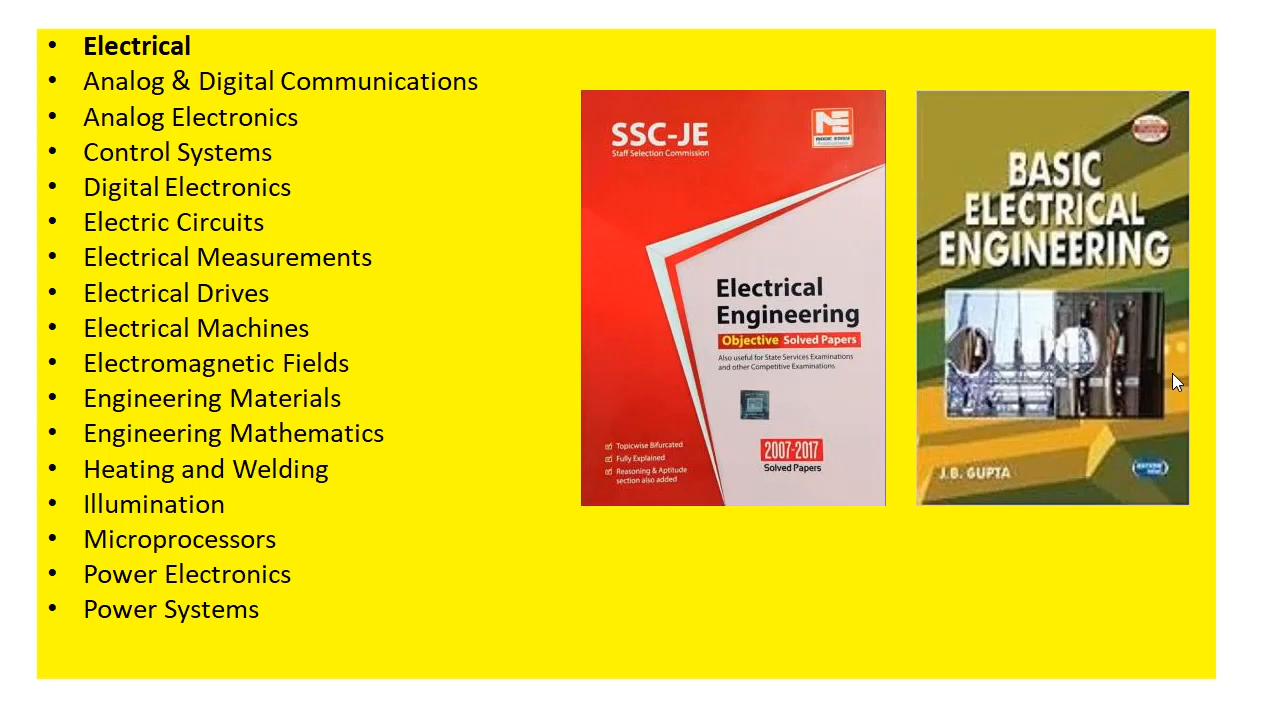 • Electrical
• Analog & Digital Communications
• Analog Electronics
• Control Systems
• Digital Electronics
• Electric Circuits
• Electrical Measurements
• Electrical Drives
• Electrical Machines
• Electromagnetic Fields
• Engineering Materials
• Engineering Mathematics
• Heating and Welding
• Illumination
• Microprocessors
• Power Electronics
• Power Systems
SSC-JE
Staff Selection Commission
Electrical
Engineering
Objective Solved Papers
Also useful for State Services Examinations
and other Competitive Examinations
Topicwise Bifurcated
Fully Explained
Reasoning & Aptitude
section also added
2007-2017
Solved Papers
BASIC
ELECTRICAL
ENGINEERING
J.B. GUPTA